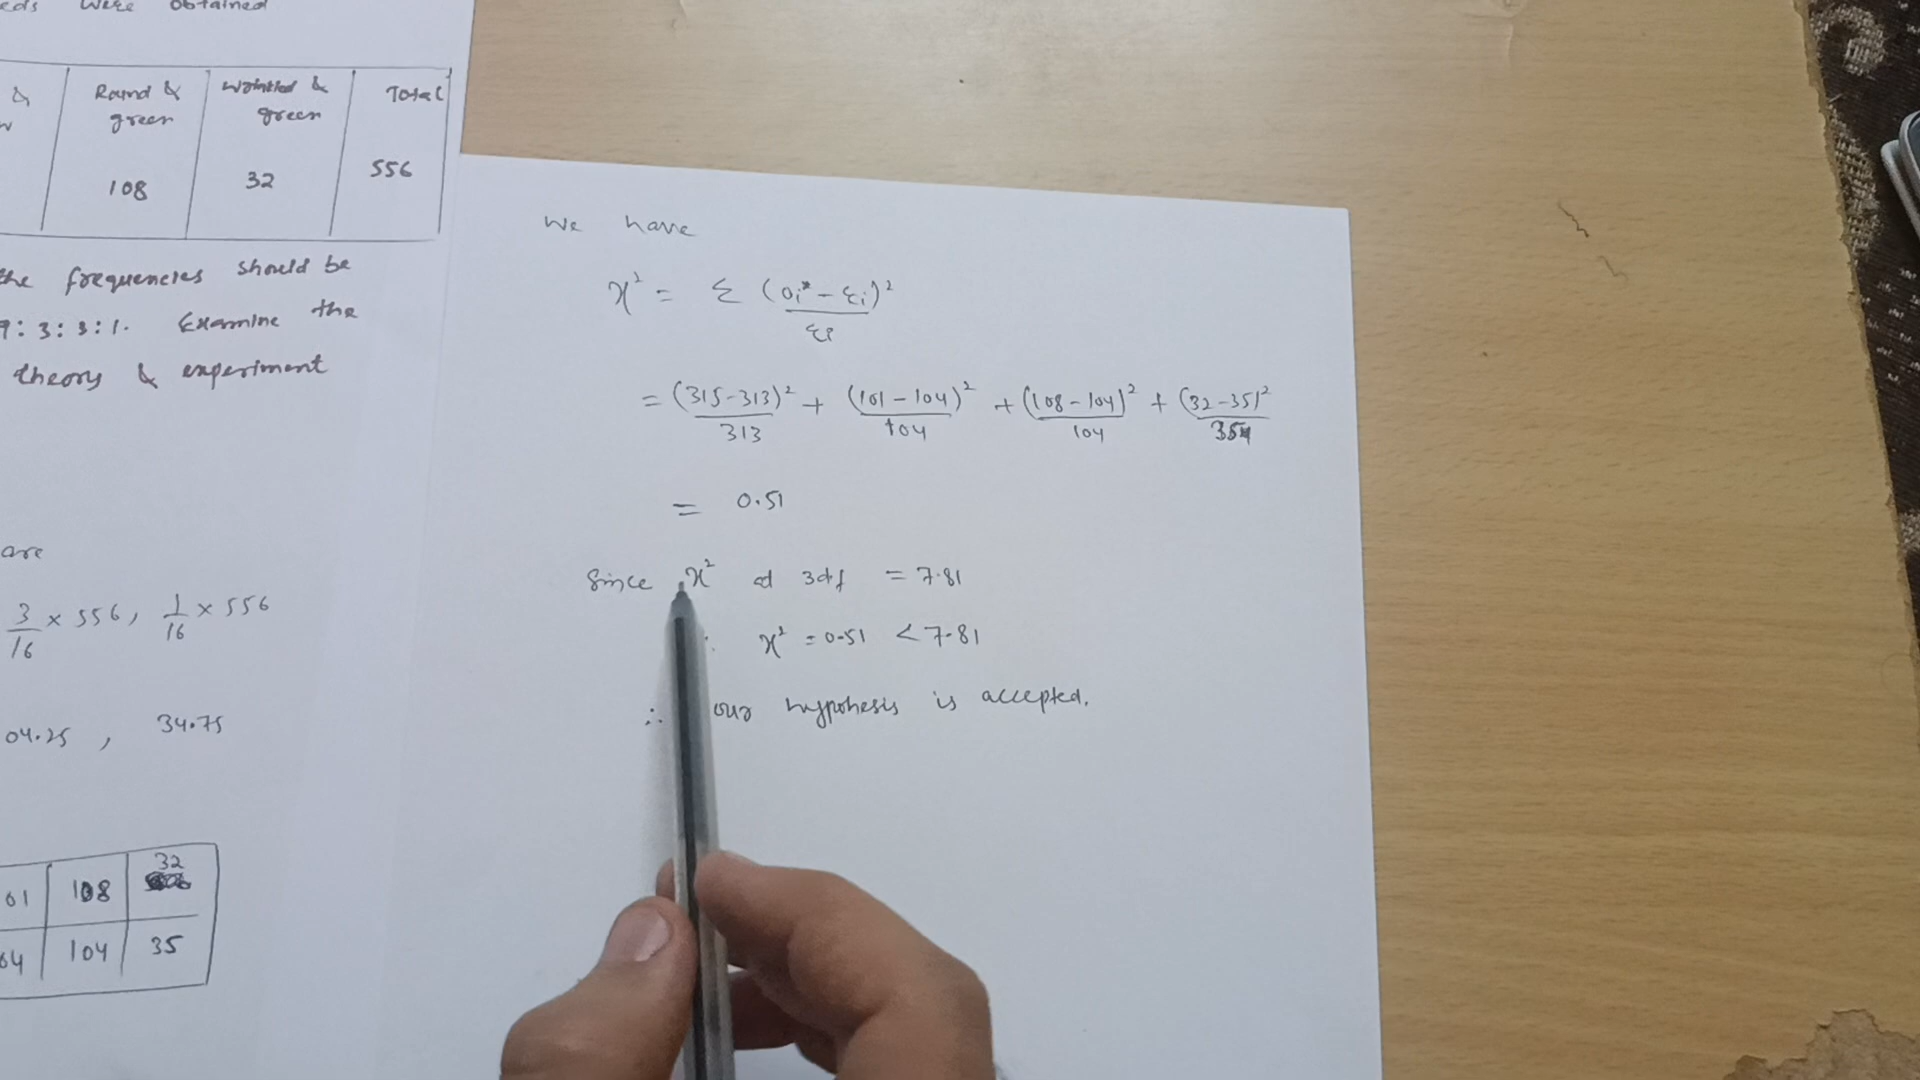 were obtained
Round & green
wrinkled & green
Total
108
32
556
the frequencies should be
9:3:3:1. Examine the
theory & experiment
are
3/16 × 556, 1/16 × 556
04.25 , 34.75
01 108 32
04 104 35
We have
χ² = Σ (Oi - Ei)² / Ei
= (315-313)²/313 + (101-104)²/104 + (108-104)²/104 + (32-35)²/35
= 0.51
Since χ² at 3df = 7.81
χ² = 0.51 < 7.81
∴ our hyppohesis is accepted.